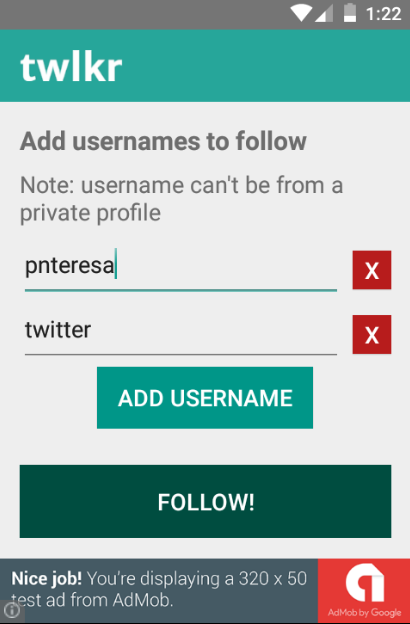 1:22
twlkr
Add usernames to follow
Note: username can't be from a
private profile
pnteresa
X
twitter
X
ADD USERNAME
FOLLOW!
Nice job! You're displaying a 320 x 50
test ad from AdMob.
AdMob by Google